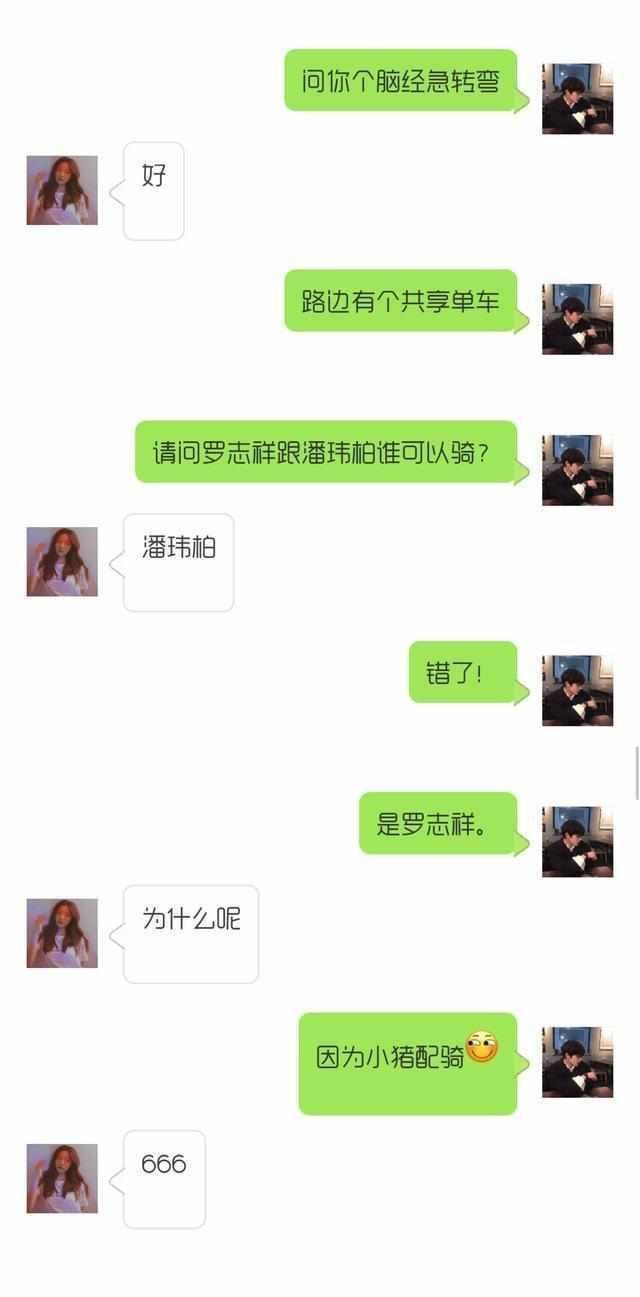 问你个脑经急转弯
好
路边有个共享单车
请问罗志祥跟潘玮柏谁可以骑？
潘玮柏
错了！
是罗志祥。
为什么呢
因为小猪配骑
666